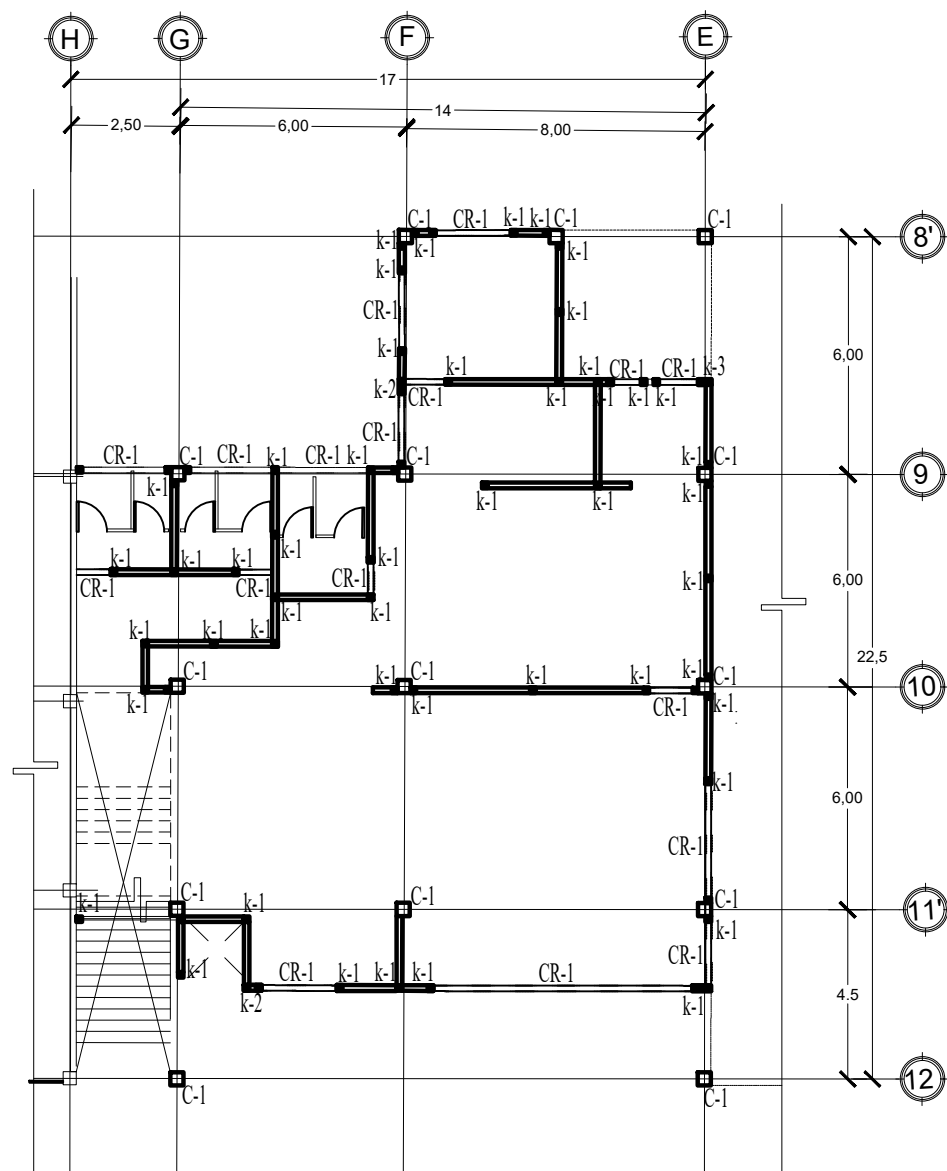 H G F E
17
14
2,50 6,00 8,00
C-1 CR-1 k-1 k-1 C-1 C-1
8'
k-1 k-1 k-1
k-1
CR-1 k-1 6,00
k-1 k-1 k-1 CR-1 CR-1 k-3
k-2 CR-1 k-1 k-1 k-1 k-1
CR-1
CR-1 C-1 CR-1 k-1 CR-1 k-1 C-1 k-1 C-1
9
k-1 k-1 k-1 k-1
k-1
k-1 k-1 k-1 k-1
CR-1 CR-1 CR-1 k-1 6,00
k-1
k-1 k-1 k-1
22,5
C-1 C-1 k-1 k-1 k-1 C-1
10
k-1 k-1 CR-1 k-1
k-1
6,00
CR-1
C-1 C-1 C-1
k-1 k-1
11'
k-1
CR-1
k-1 CR-1 k-1 k-1 k-1 CR-1
4.5
k-2 k-1
12
C-1 C-1